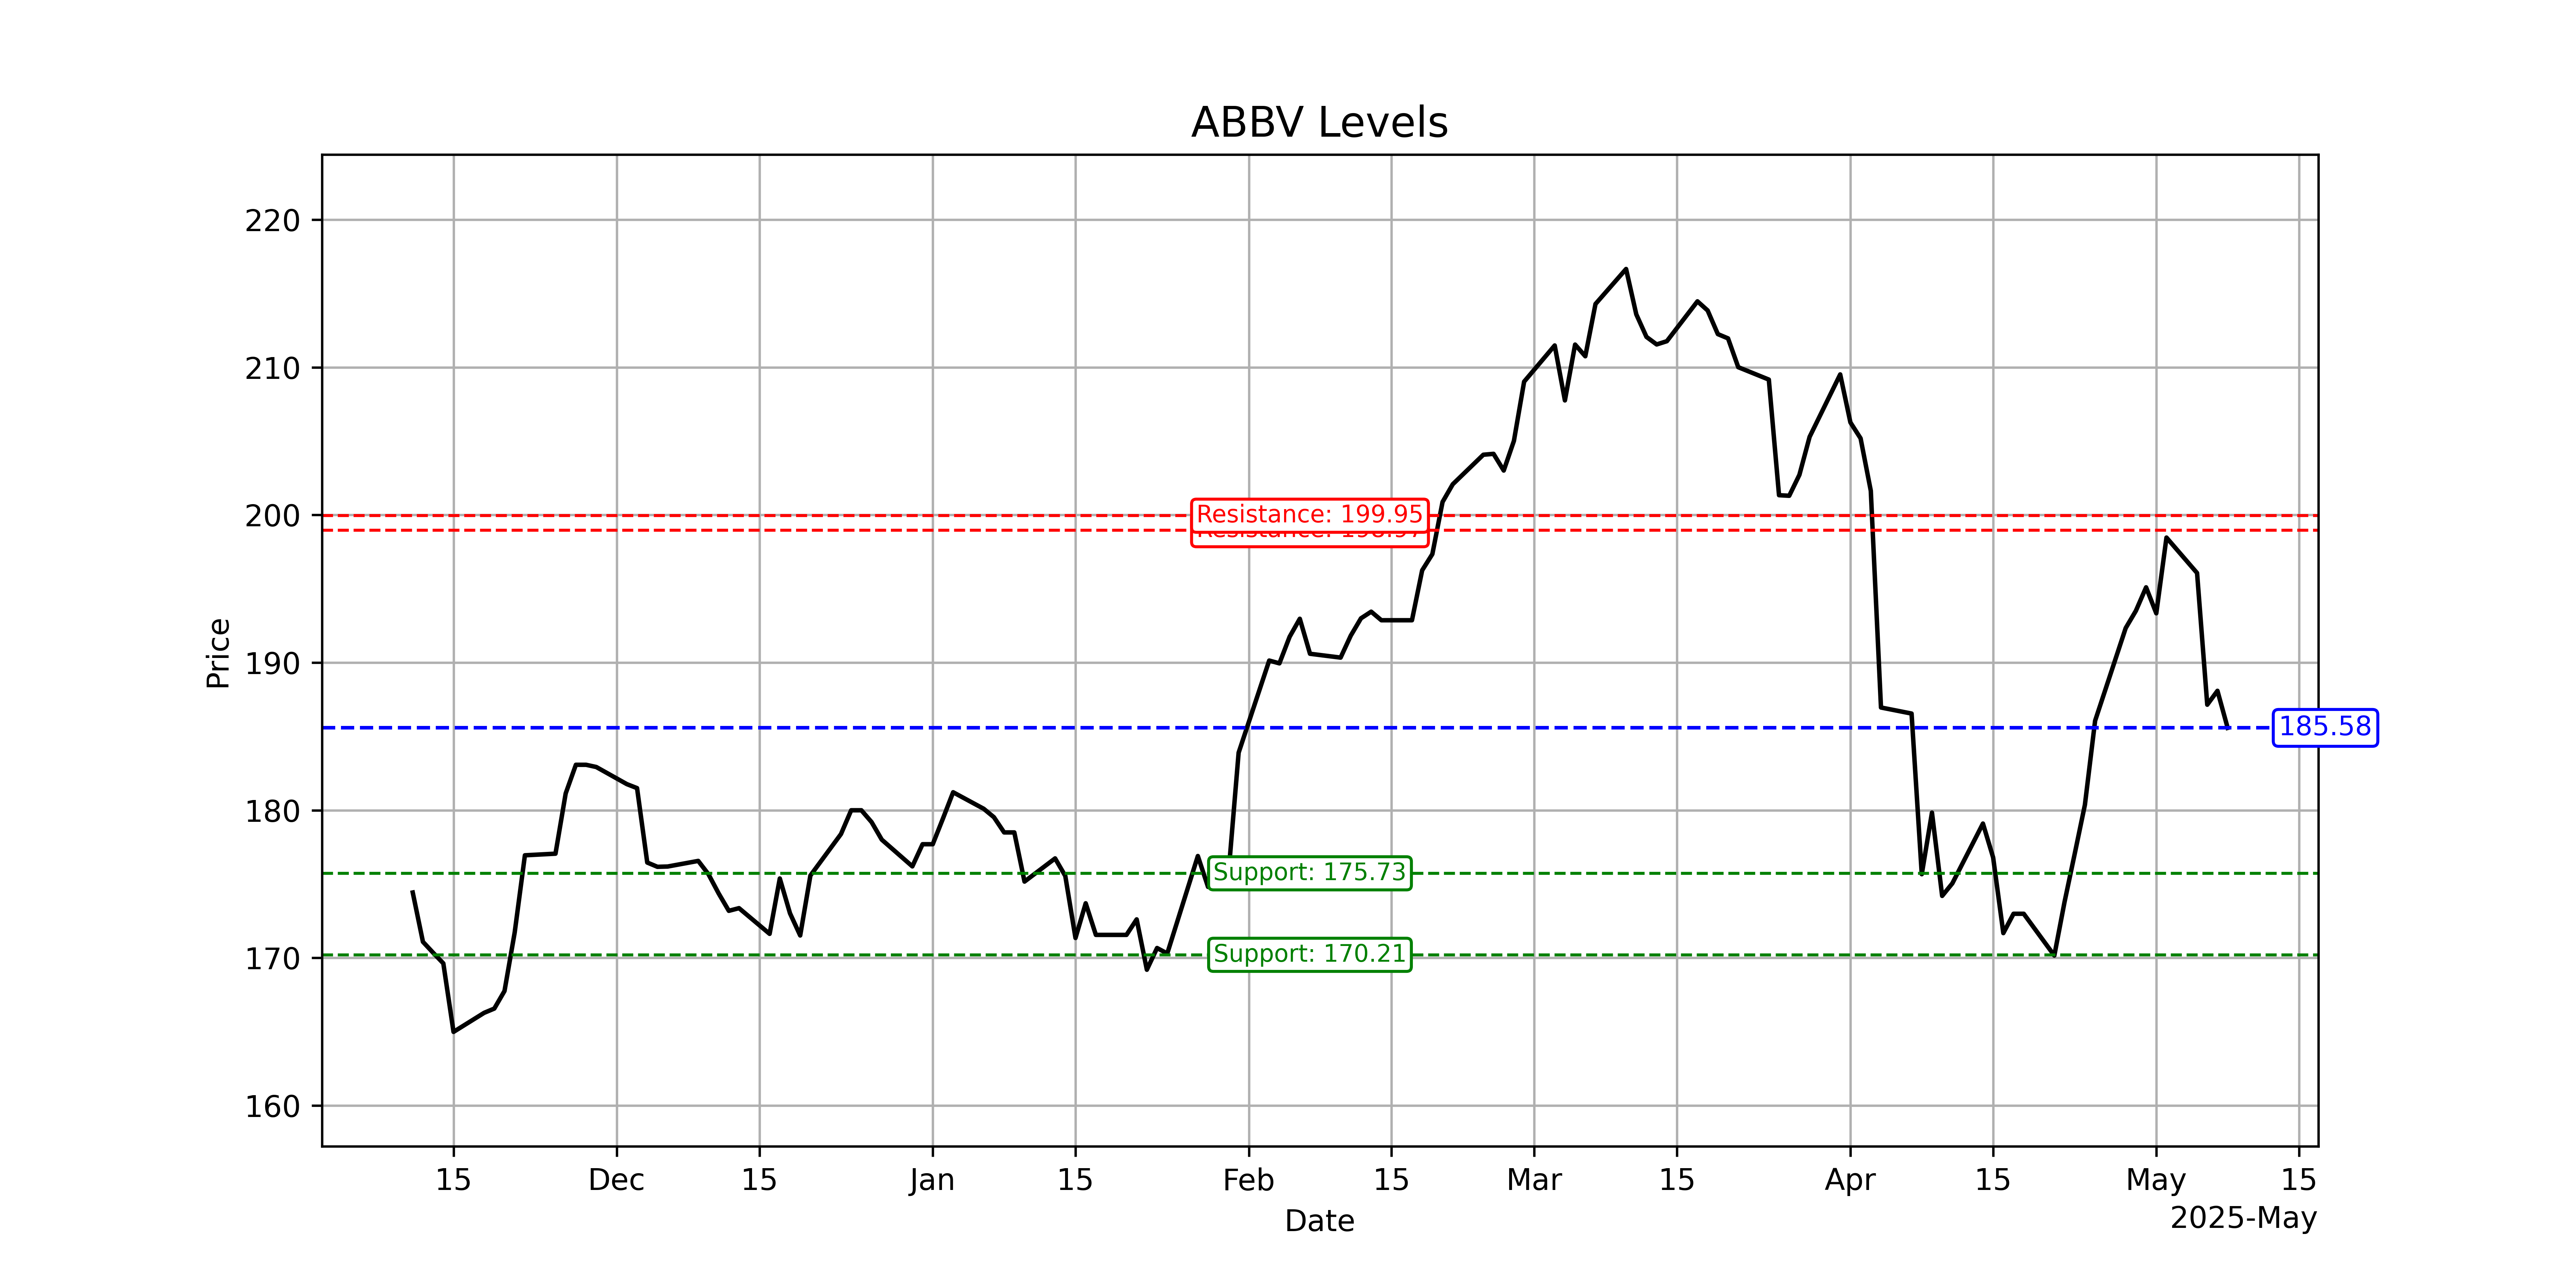 ABBV Levels
220
210
200
190
180
170
160
Price
Resistance: 199.95
185.58
Support: 175.73
Support: 170.21
15
Dec
15
Jan
15
Feb
15
Mar
15
Apr
15
May
15
Date
2025-May